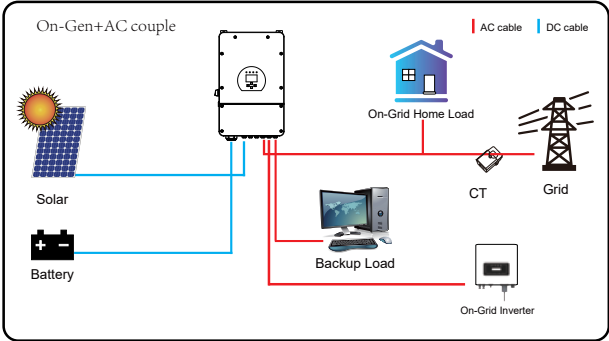 On-Gen+AC couple
AC cable
DC cable
On-Grid Home Load
Solar
CT
Grid
Battery
Backup Load
On-Grid Inverter